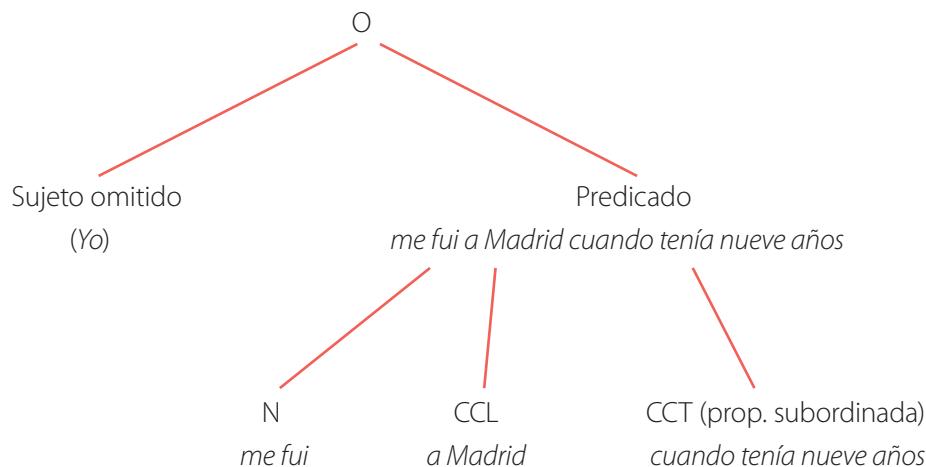 O
Sujeto omitido
(Yo)
Predicado
me fui a Madrid cuando tenía nueve años
N
me fui
CCL
a Madrid
CCT (prop. subordinada)
cuando tenía nueve años